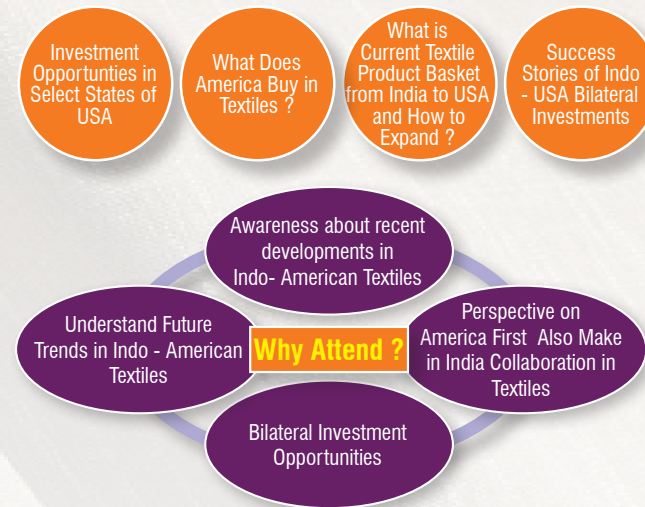 Investment
Opportunties in
Select States of
USA
What Does
America Buy in
Textiles ?
What is
Current Textile
Product Basket
from India to USA
and How to
Expand ?
Success
Stories of Indo
- USA Bilateral
Investments
Awareness about recent
developments in
Indo- American Textiles
Understand Future
Trends in Indo - American
Textiles
Why Attend ?
Perspective on
America First Also Make
in India Collaboration in
Textiles
Bilateral Investment
Opportunities